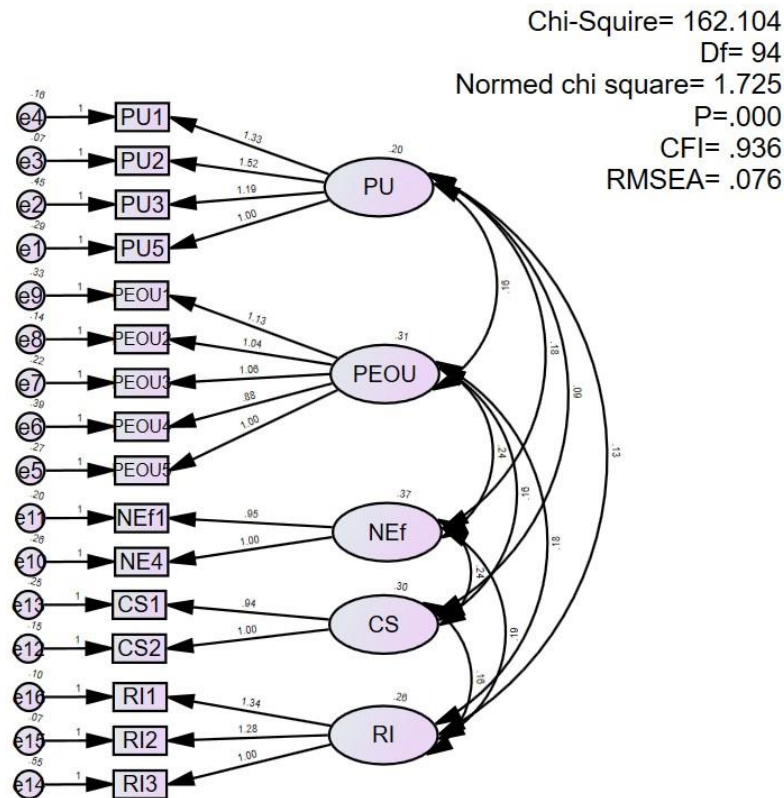 Chi-Squire= 162.104
Df= 94
Normed chi square= 1.725
P=.000
CFI= .936
RMSEA= .076
.16
e4 1 PU1
.07
e3 1 PU2
.45
e2 1 PU3
.29
e1 1 PU5
.33
e9 1 PEOU1
.14
e8 1 PEOU2
.22
e7 1 PEOU3
.39
e6 1 PEOU4
.27
e5 1 PEOU5
.20
e11 1 NEf1
.26
e10 1 NE4
.25
e13 1 CS1
.15
e12 1 CS2
.10
e16 1 RI1
.07
e15 1 RI2
.55
e14 1 RI3
1.33
1.52
1.19
1.00
.20
PU
1.13
1.04
1.06
.88
1.00
.31
PEOU
.95
1.00
.37
NEf
.94
1.00
.30
CS
1.34
1.28
1.00
.26
RI
.16
.18
.09
.13
.24
.16
.18
.24
.19
.16